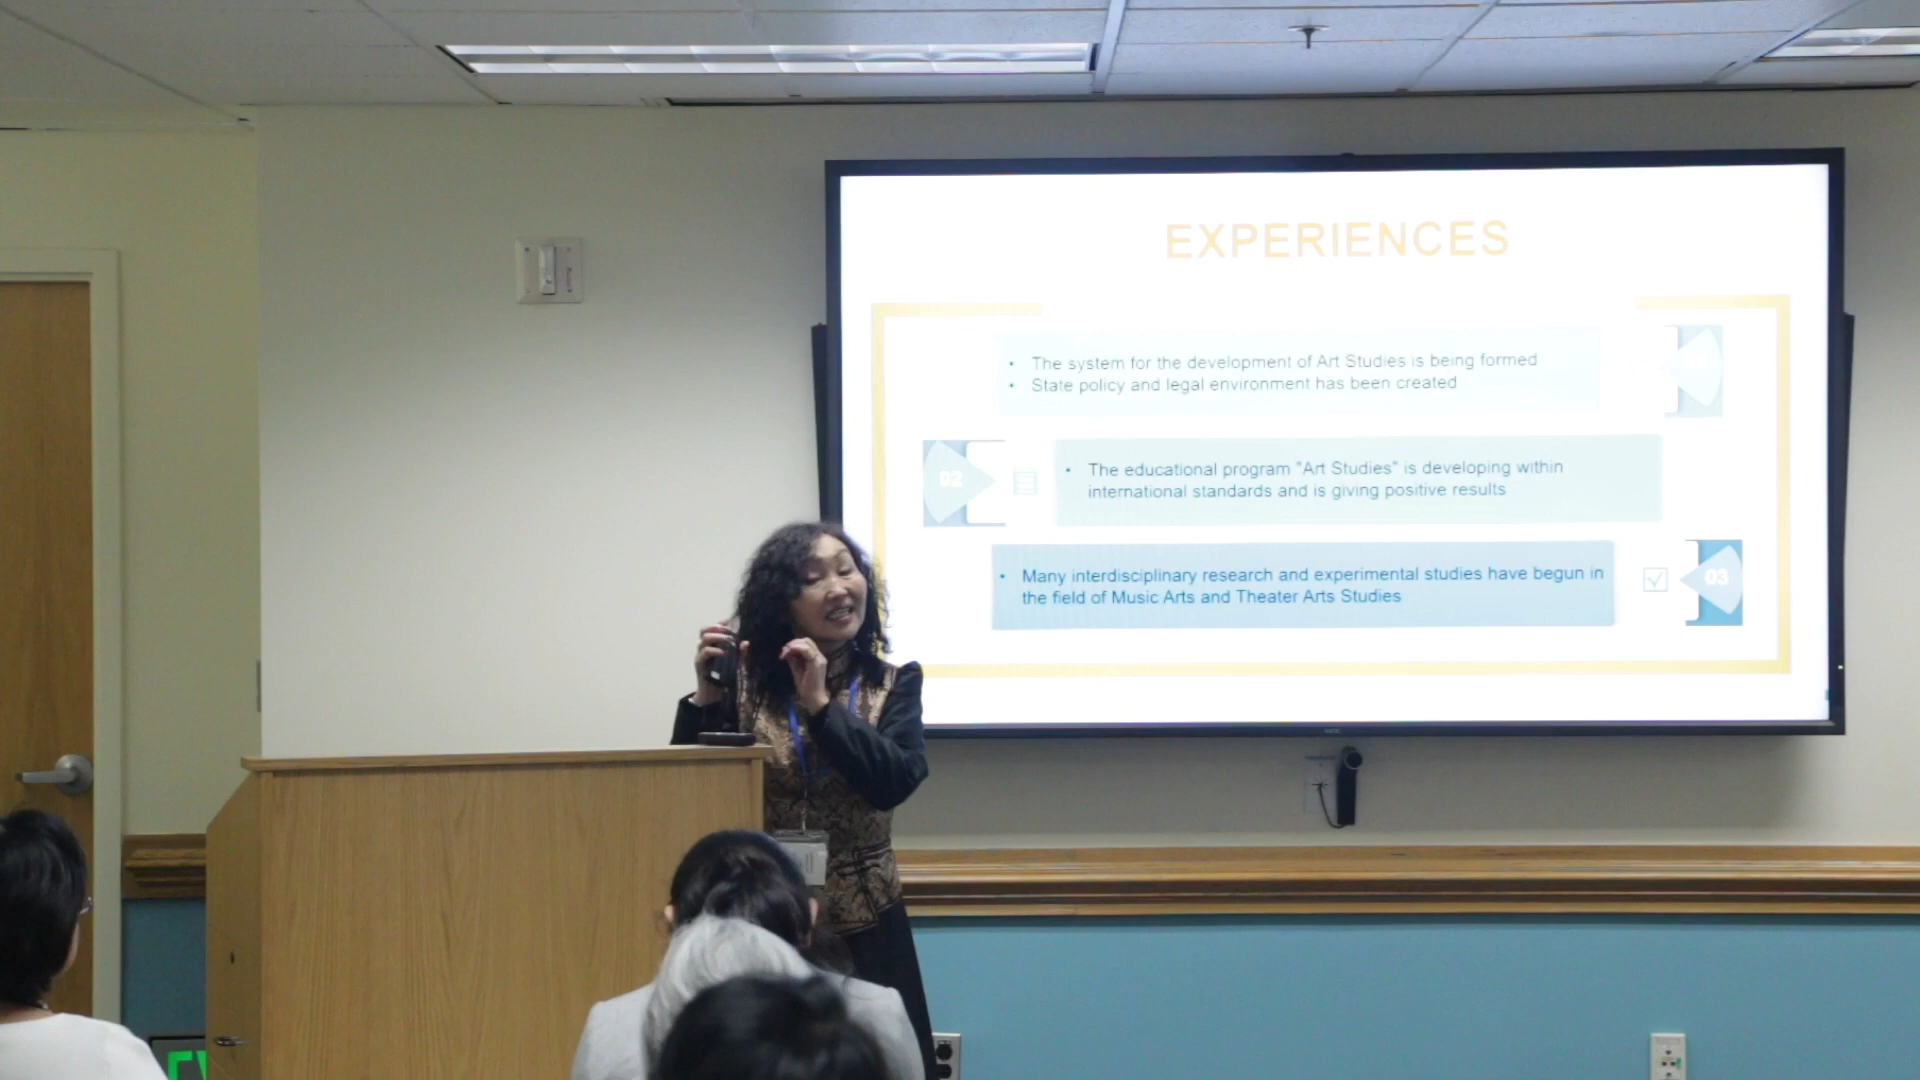 EXPERIENCES
• The system for the development of Art Studies is being formed
• State policy and legal environment has been created
02
• The educational program "Art Studies" is developing within
international standards and is giving positive results
• Many interdisciplinary research and experimental studies have begun in
the field of Music Arts and Theater Arts Studies
03